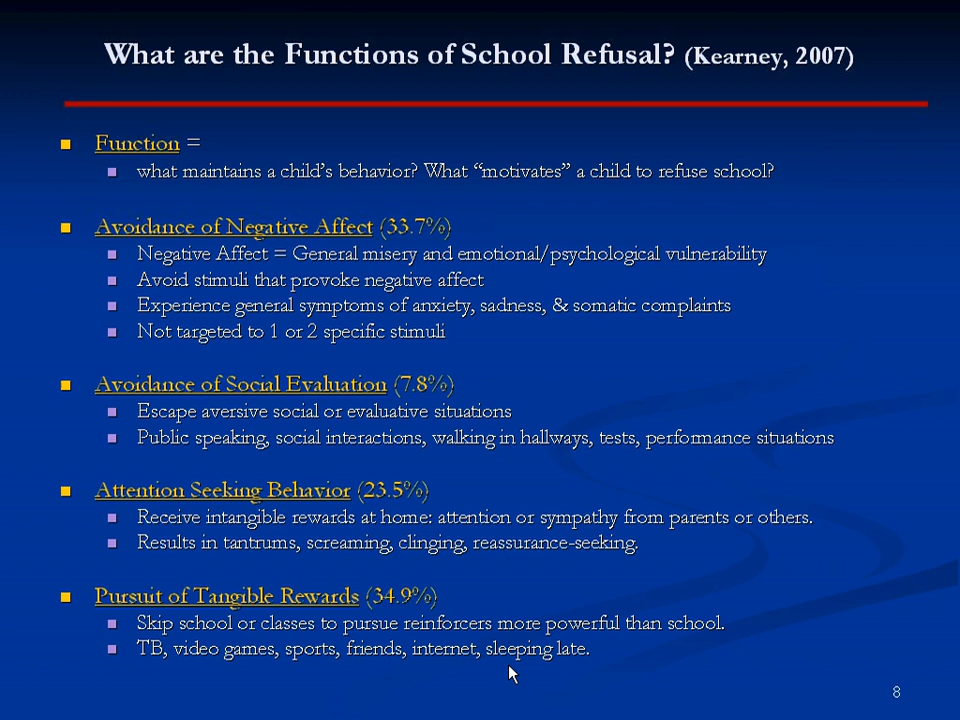 What are the Functions of School Refusal? (Kearney, 2007)
Function =
what maintains a child's behavior? What "motivates" a child to refuse school?
Avoidance of Negative Affect (33.7%)
Negative Affect = General misery and emotional/psychological vulnerability
Avoid stimuli that provoke negative affect
Experience general symptoms of anxiety, sadness, & somatic complaints
Not targeted to 1 or 2 specific stimuli
Avoidance of Social Evaluation (7.8%)
Escape aversive social or evaluative situations
Public speaking, social interactions, walking in hallways, tests, performance situations
Attention Seeking Behavior (23.5%)
Receive intangible rewards at home: attention or sympathy from parents or others.
Results in tantrums, screaming, clinging, reassurance-seeking.
Pursuit of Tangible Rewards (34.9%)
Skip school or classes to pursue reinforcers more powerful than school.
TB, video games, sports, friends, internet, sleeping late.
8